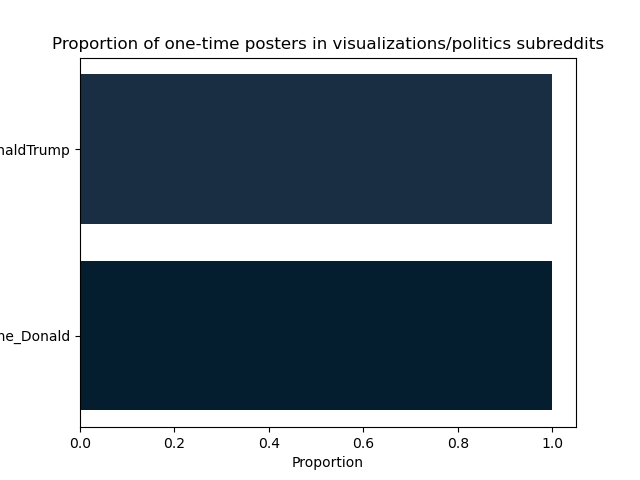 Proportion of one-time posters in visualizations/politics subreddits
naldTrump
ne_Donald
0.0 0.2 0.4 0.6 0.8 1.0
Proportion